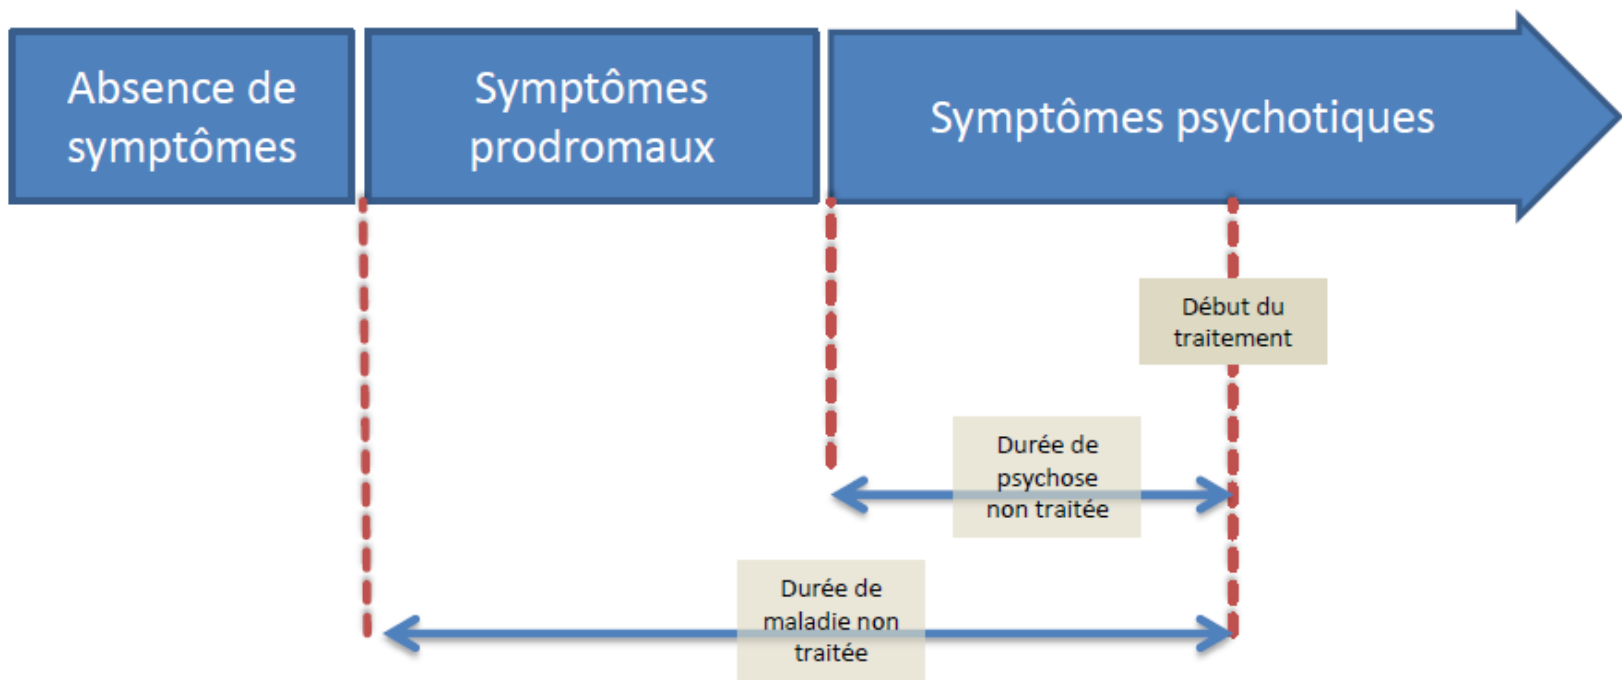 Absence de
symptômes
Symptômes
prodromaux
Symptômes psychotiques
Début du
traitement
Durée de
psychose
non traitée
Durée de
maladie non
traitée